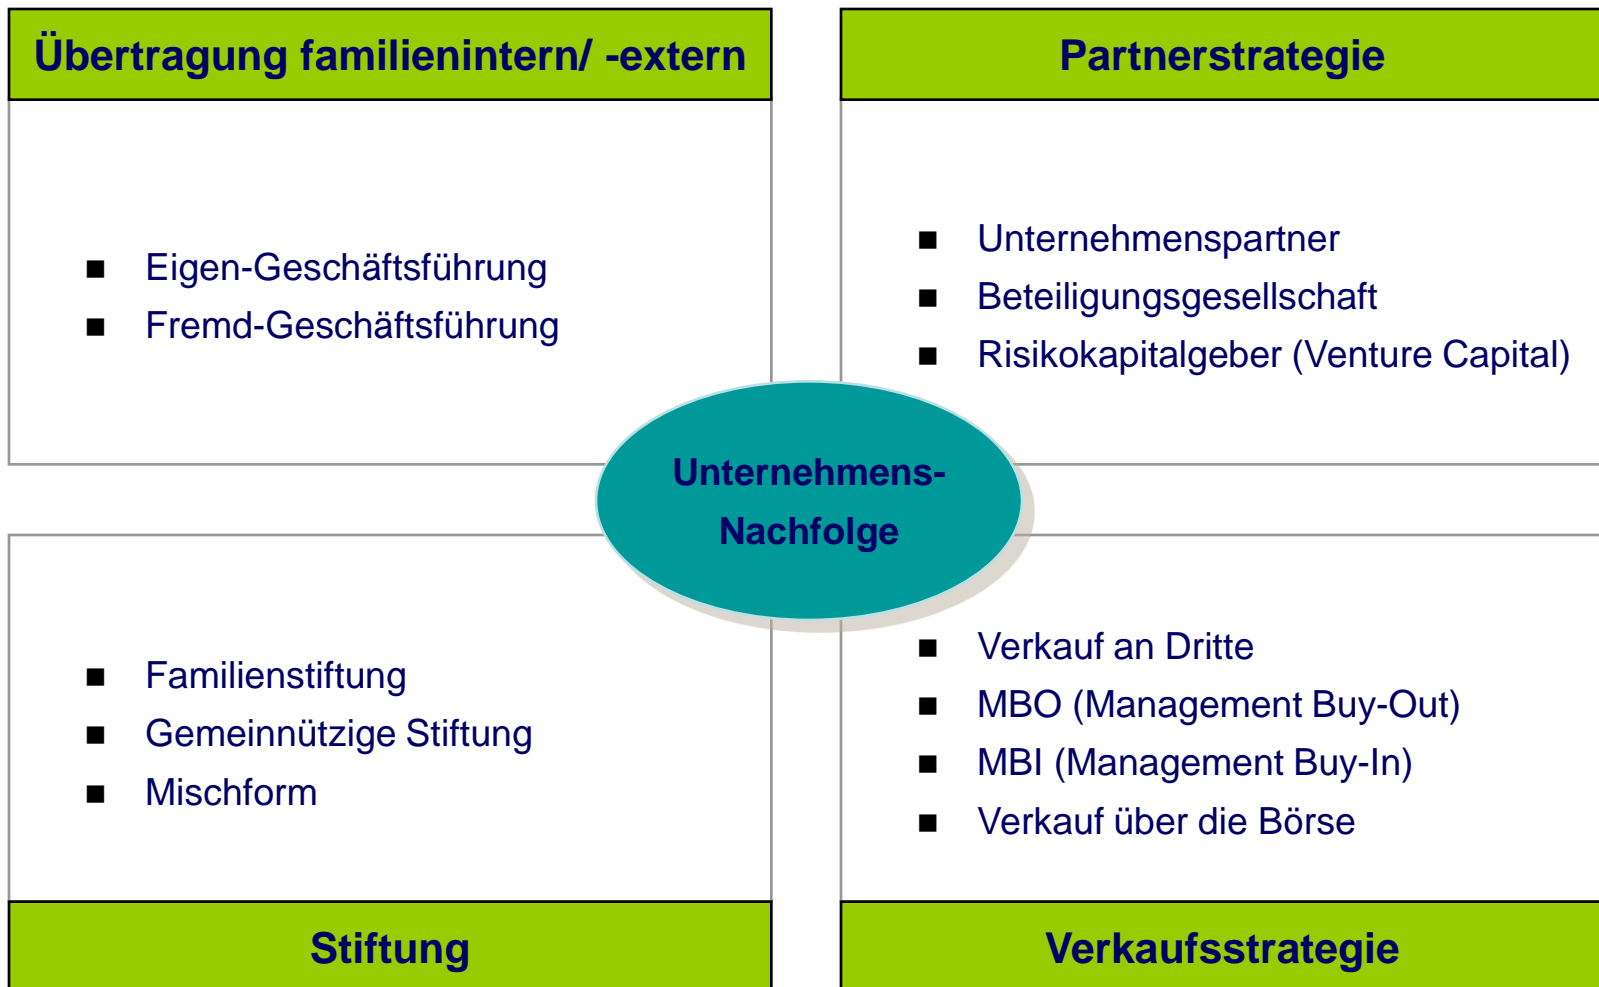 Übertragung familienintern/ -extern
Eigen-Geschäftsführung
Fremd-Geschäftsführung
Partnerstrategie
Unternehmenspartner
Beteiligungsgesellschaft
Risikokapitalgeber (Venture Capital)
Unternehmens-
Nachfolge
Familienstiftung
Gemeinnützige Stiftung
Mischform
Stiftung
Verkauf an Dritte
MBO (Management Buy-Out)
MBI (Management Buy-In)
Verkauf über die Börse
Verkaufsstrategie